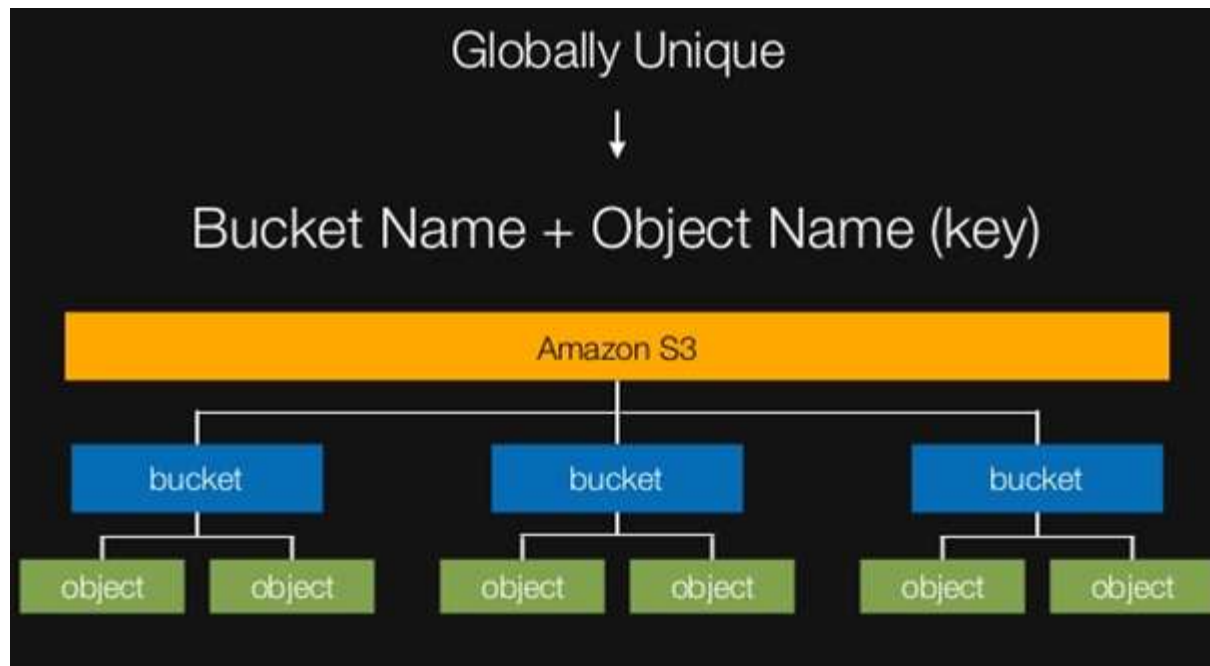 Globally Unique
Bucket Name + Object Name (key)
Amazon S3
bucket bucket bucket
object object object object object object